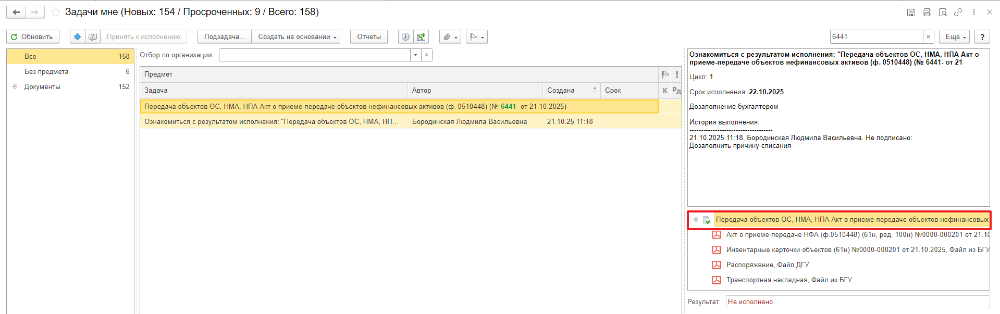 Задачи мне (Новых: 154 / Просроченных: 9 / Всего: 158)
Обновить
Принять к исполнению
Подзадача...
Создать на основании
Отчеты
6441
×
Еще
?
Все 158
Без предмета 6
Документы 152
Отбор по организации:
Предмет
Задача Автор Создана ↑ Срок К Рд
Передача объектов ОС, НМА, НПА Акт о приеме-передаче объектов нефинансовых активов (ф. 0510448) (№ 6441- от 21.10.2025)
Ознакомиться с результатом исполнения: "Передача объектов ОС, НМА, НП... Бородинская Людмила Васильевна 21.10.25 11:18
Ознакомиться с результатом исполнения: "Передача объектов ОС, НМА, НПА Акт о
приеме-передаче объектов нефинансовых активов (ф. 0510448) (№ 6441- от 21
Цикл: 1
Срок исполнения: 22.10.2025
Дозаполнение бухгалтером
История выполнения:
------------------------------------
21.10.2025 11:18, Бородинская Людмила Васильевна. Не подписано:
Дозаполнить причину списания
Передача объектов ОС, НМА, НПА Акт о приеме-передаче объектов нефинансовых
Акт о приеме-передаче НФА (ф.0510448) (61н, ред. 100н) №0000-000201 от 21.10
Инвентарные карточки объектов (61н) №0000-000201 от 21.10.2025, Файл из БГУ
Распоряжение, Файл ДГУ
Транспортная накладная, Файл из БГУ
Результат: Не исполнено